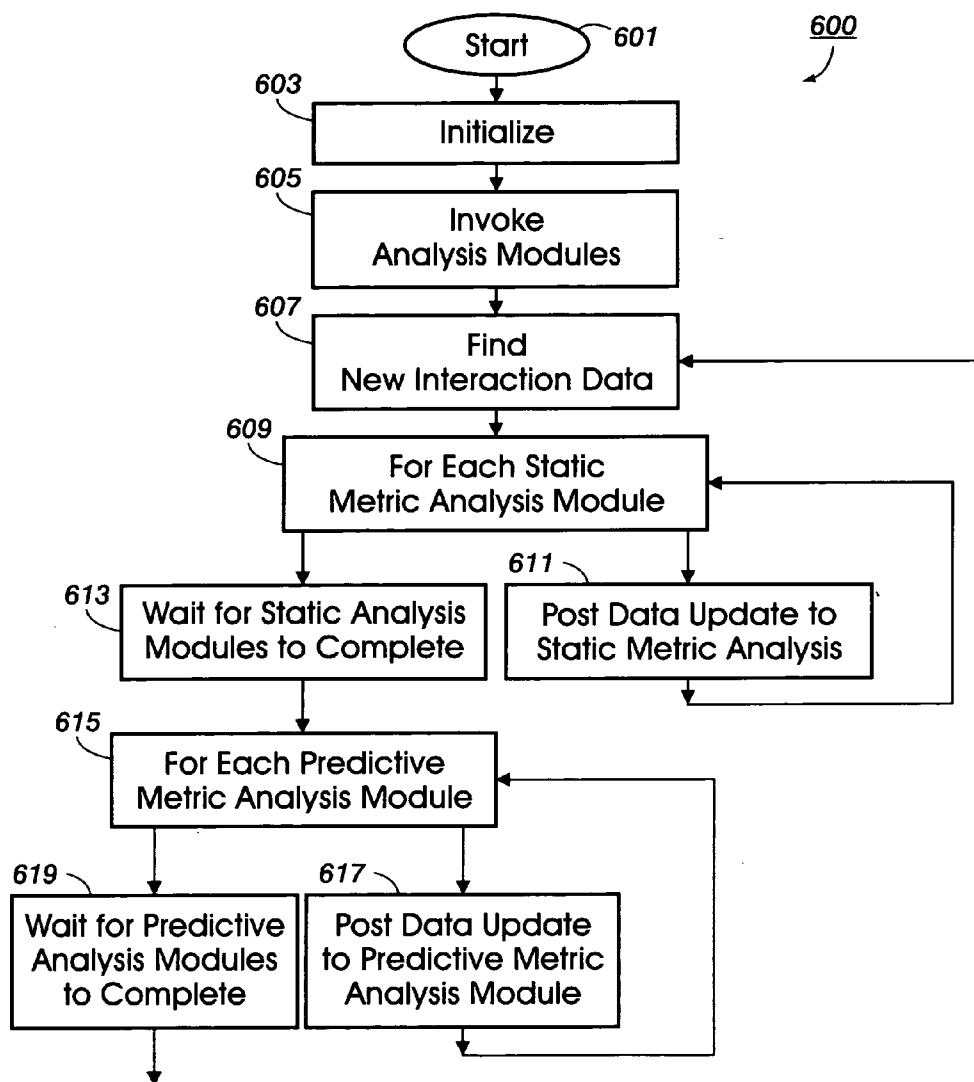 Start
601
600
603
Initialize
605
Invoke
Analysis Modules
607
Find
New Interaction Data
609
For Each Static
Metric Analysis Module
613
Wait for Static Analysis
Modules to Complete
611
Post Data Update to
Static Metric Analysis
615
For Each Predictive
Metric Analysis Module
619
Wait for Predictive
Analysis Modules
to Complete
617
Post Data Update
to Predictive Metric
Analysis Module